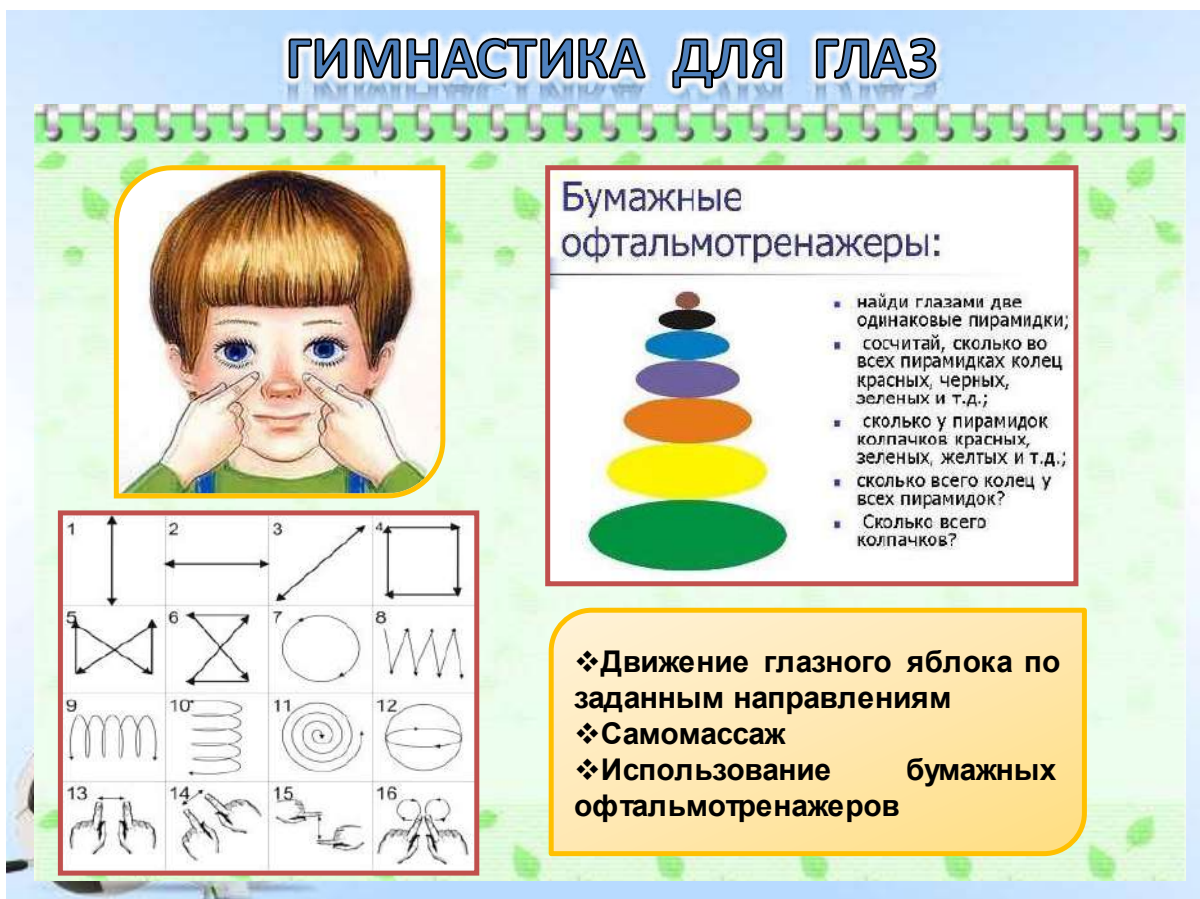 ГИМНАСТИКА ДЛЯ ГЛАЗ
Бумажные
офтальмотренажеры:
▪ найди глазами две
одинаковые пирамидки;
▪ сосчитай, сколько во
всех пирамидках колец
красных, черных,
зеленых и т.д.;
▪ сколько у пирамидок
колпачков красных,
зеленых, желтых и т.д.;
▪ сколько всего колец у
всех пирамидок?
▪ Сколько всего
колпачков?
1 2 3 4
5 6 7 8
9 10 11 12
13 14 15 16
❖Движение глазного яблока по
заданным направлениям
❖Самомассаж
❖Использование бумажных
офтальмотренажеров